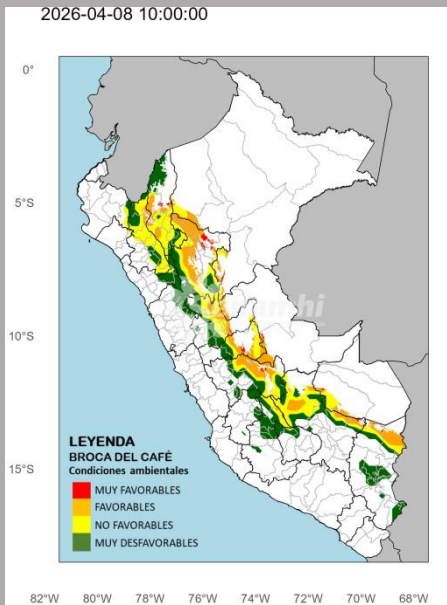 2026-04-08 10:00:00
0°
5°S
10°S
15°S
senamhi
LEYENDA
BROCA DEL CAFÉ
Condiciones ambientales
MUY FAVORABLES
FAVORABLES
NO FAVORABLES
MUY DESFAVORABLES
82°W 80°W 78°W 76°W 74°W 72°W 70°W 68°W